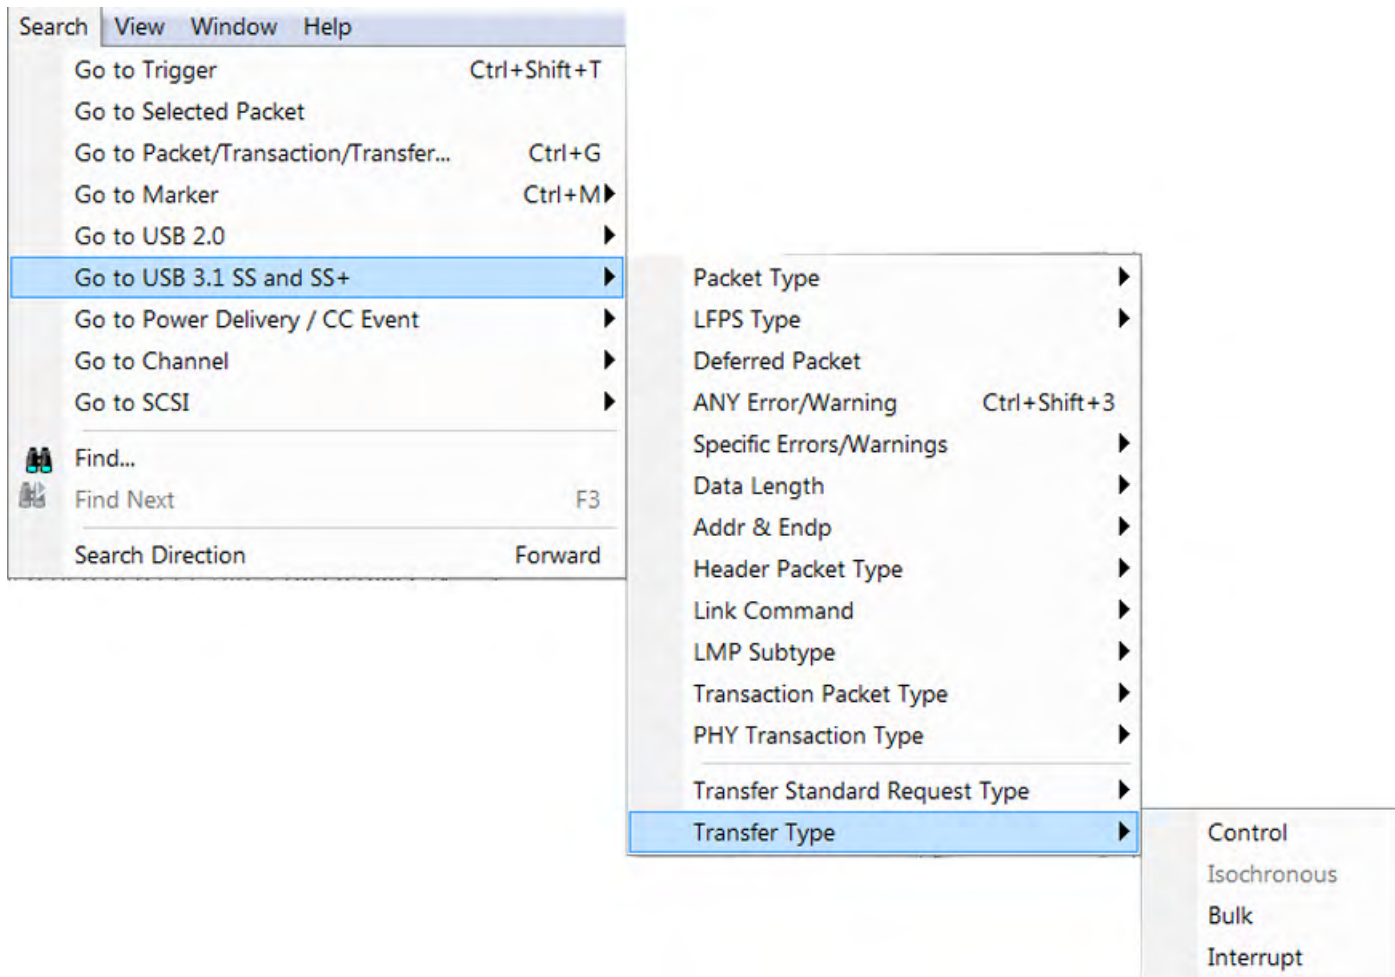 Search View Window Help
Go to Trigger Ctrl+Shift+T
Go to Selected Packet
Go to Packet/Transaction/Transfer... Ctrl+G
Go to Marker Ctrl+M
Go to USB 2.0
Go to USB 3.1 SS and SS+
Go to Power Delivery / CC Event
Go to Channel
Go to SCSI
Find...
Find Next F3
Search Direction Forward
Packet Type
LFPS Type
Deferred Packet
ANY Error/Warning Ctrl+Shift+3
Specific Errors/Warnings
Data Length
Addr & Endp
Header Packet Type
Link Command
LMP Subtype
Transaction Packet Type
PHY Transaction Type
Transfer Standard Request Type
Transfer Type
Control
Isochronous
Bulk
Interrupt